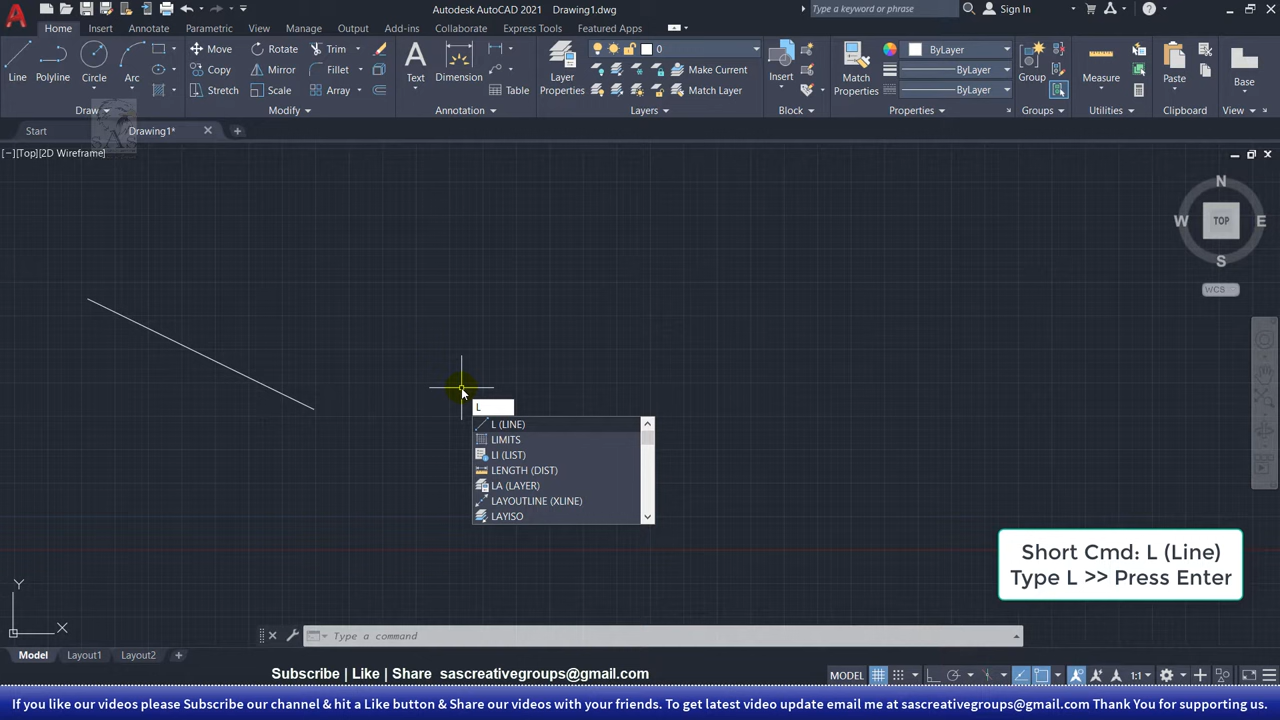 Autodesk AutoCAD 2021 Drawing1.dwg
Type a keyword or phrase
Sign In
Home Insert Annotate Parametric View Manage Output Add-ins Collaborate Express Tools Featured Apps
Line Polyline Circle Arc
Move Rotate Trim
Copy Mirror Fillet
Stretch Scale Array
Text Dimension Table
Layer Properties
0
Make Current
Match Layer
Insert
Match Properties
ByLayer
ByLayer
ByLayer
Group
Measure
Paste
Base
Draw Modify Annotation Layers Block Properties Groups Utilities Clipboard View
Start Drawing1*
[−][Top][2D Wireframe]
N
W TOP E
S
WCS
L
L (LINE)
LIMITS
LI (LIST)
LENGTH (DIST)
LA (LAYER)
LAYOUTLINE (XLINE)
LAYISO
Short Cmd: L (Line)
Type L >> Press Enter
Y
X
Type a command
Model Layout1 Layout2
Subscribe | Like | Share sascreativegroups@gmail.com
MODEL 1:1
If you like our videos please Subscribe our channel & hit a Like button & Share our videos with your friends. To get latest video update email me at sascreativegroups@gmail.com Thank You for supporting us.